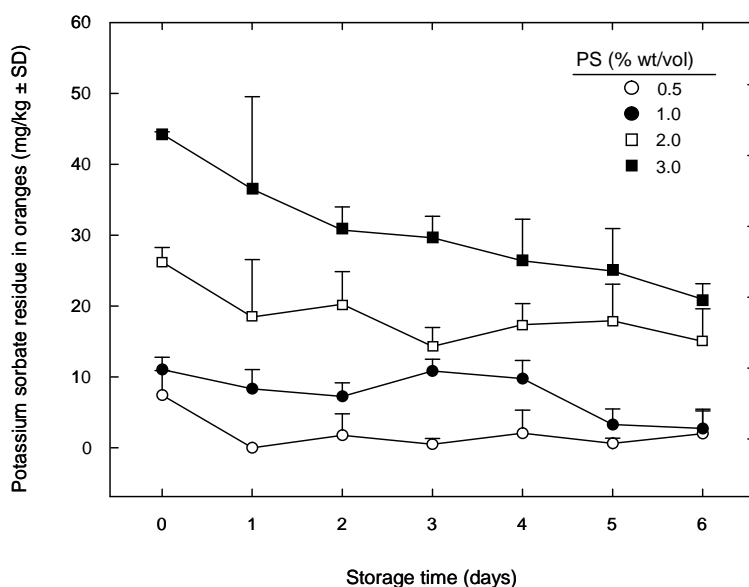 60
50
40
30
20
10
0
Potassium sorbate residue in oranges (mg/kg ± SD)
PS (% wt/vol)
0.5
1.0
2.0
3.0
0 1 2 3 4 5 6
Storage time (days)